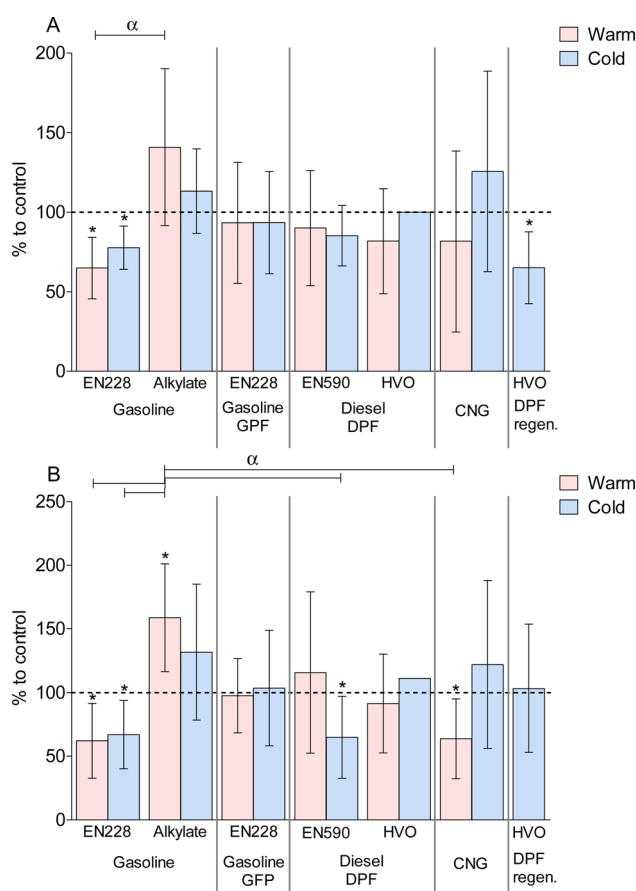 A
α
Warm
Cold
200
150
100
50
0
% to control
*
*
*
EN228
Alkylate
EN228
EN590
HVO
HVO
Gasoline
Gasoline
GPF
Diesel
DPF
CNG
DPF
regen.
B
α
Warm
Cold
250
200
150
100
50
0
% to control
*
*
*
*
*
EN228
Alkylate
EN228
EN590
HVO
HVO
Gasoline
Gasoline
GFP
Diesel
DPF
CNG
DPF
regen.